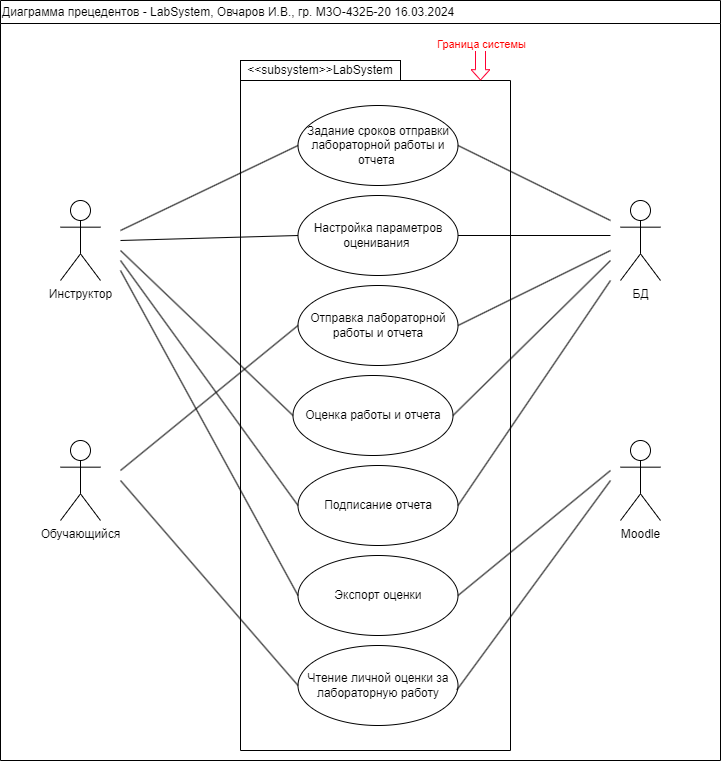 Диаграмма прецедентов - LabSystem, Овчаров И.В., гр. М3О-432Б-20 16.03.2024
Граница системы
<<subsystem>>LabSystem
Задание сроков отправки
лабораторной работы и
отчета
Настройка параметров
оценивания
Инструктор
БД
Отправка лабораторной
работы и отчета
Оценка работы и отчета
Подписание отчета
Обучающийся
Moodle
Экспорт оценки
Чтение личной оценки за
лабораторную работу